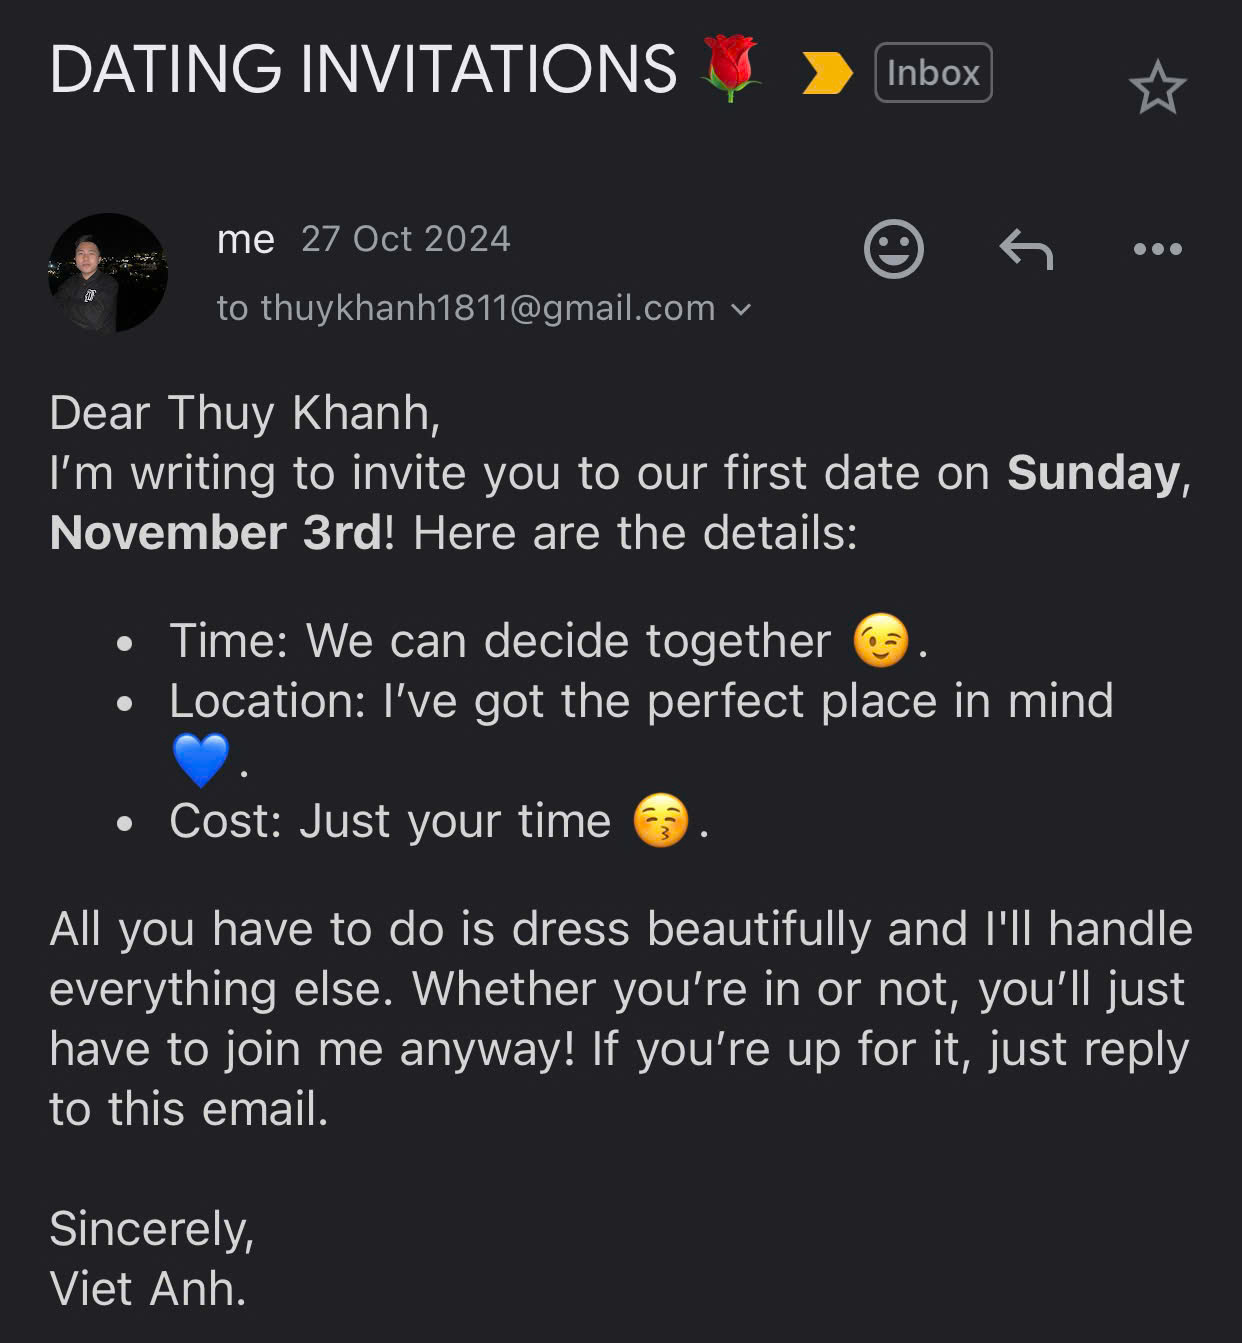 DATING INVITATIONS 🌹 Inbox
me 27 Oct 2024
to thuykhanh1811@gmail.com
Dear Thuy Khanh,
I’m writing to invite you to our first date on Sunday,
November 3rd! Here are the details:
• Time: We can decide together 😉.
• Location: I’ve got the perfect place in mind
💙.
• Cost: Just your time 😚.
All you have to do is dress beautifully and I'll handle
everything else. Whether you’re in or not, you’ll just
have to join me anyway! If you’re up for it, just reply
to this email.
Sincerely,
Viet Anh.